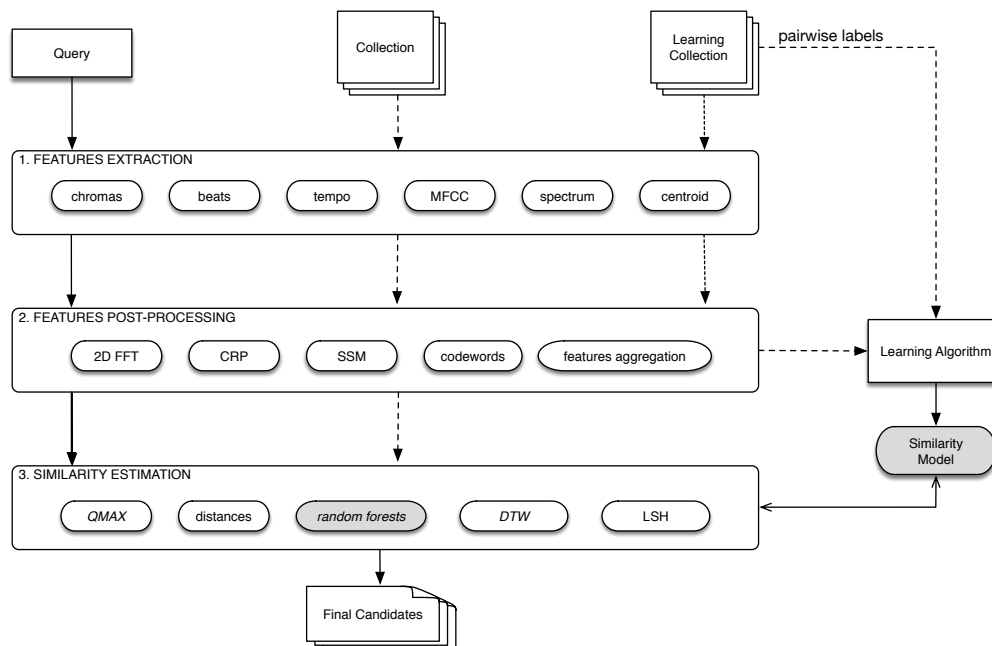 Query
Collection
Learning
Collection
pairwise labels
1. FEATURES EXTRACTION
chromas
beats
tempo
MFCC
spectrum
centroid
2. FEATURES POST-PROCESSING
2D FFT
CRP
SSM
codewords
features aggregation
Learning Algorithm
Similarity
Model
3. SIMILARITY ESTIMATION
QMAX
distances
random forests
DTW
LSH
Final Candidates